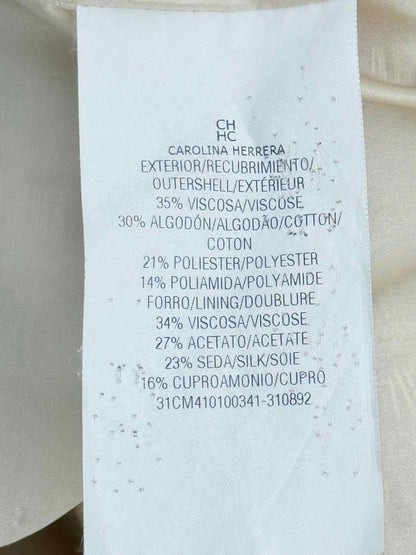 CH
HC
CAROLINA HERRERA
EXTERIOR/RECUBRIMIENTO/
OUTERSHELL/EXTÉRIEUR
35% VISCOSA/VISCOSE
30% ALGODÓN/ALGODÃO/COTTON/
COTON
21% POLIESTER/POLYESTER
14% POLIAMIDA/POLYAMIDE
FORRO/LINING/DOUBLURE
34% VISCOSA/VISCOSE
27% ACETATO/ACETATE
23% SEDA/SILK/SOIE
16% CUPROAMONIO/CUPRO
31CM410100341-310892